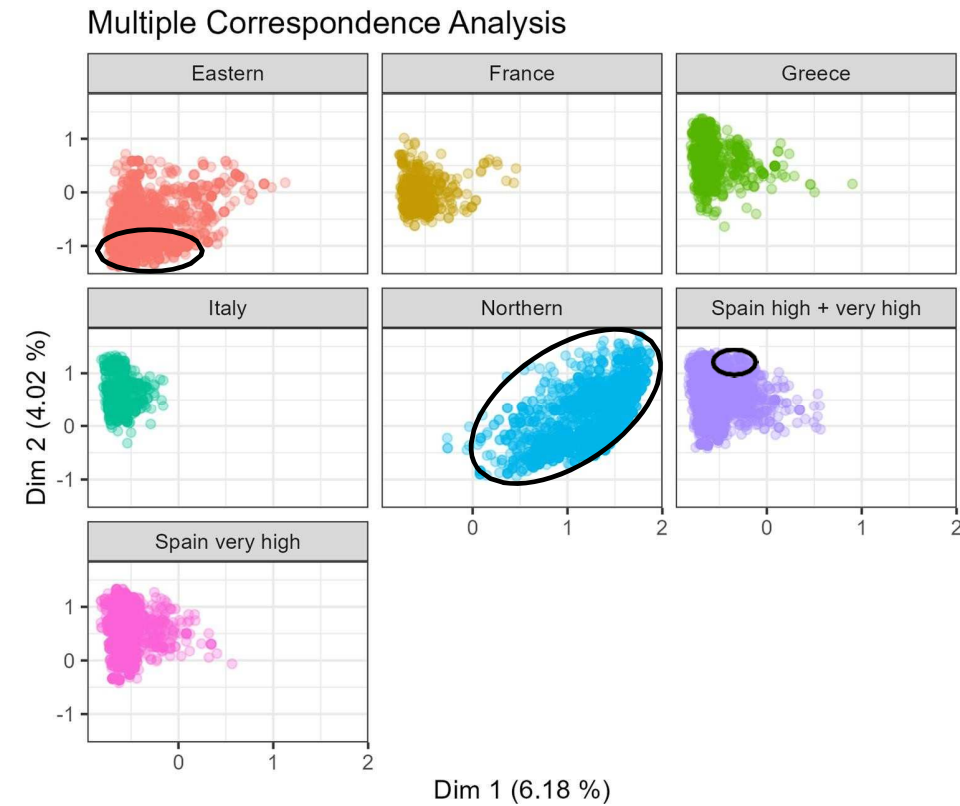 Multiple Correspondence Analysis
Eastern
France
Greece
1
0
-1
Italy
Northern
Spain high + very high
1
0
-1
0
1
2
0
1
2
Spain very high
1
0
-1
0
1
2
Dim 2 (4.02 %)
Dim 1 (6.18 %)